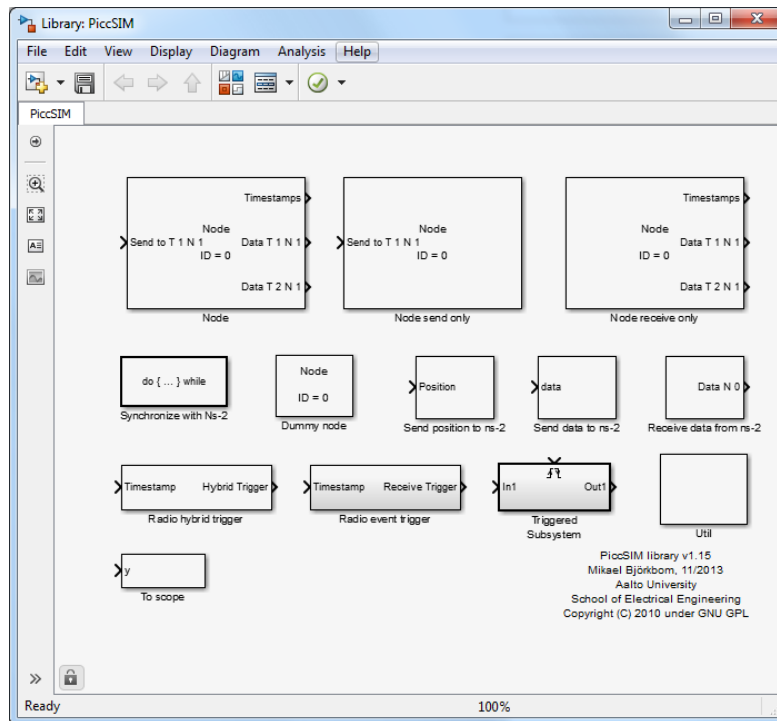 Library: PiccSIM
File Edit View Display Diagram Analysis Help
PiccSIM
Timestamps
Node
Send to T 1 N 1
Data T 1 N 1
ID = 0
Data T 2 N 1
Node
Node
Send to T 1 N 1
ID = 0
Node send only
Timestamps
Node
Data T 1 N 1
ID = 0
Data T 2 N 1
Node receive only
do { ... } while
Synchronize with Ns-2
Node
ID = 0
Dummy node
Position
Send position to ns-2
data
Send data to ns-2
Data N 0
Receive data from ns-2
Timestamp Hybrid Trigger
Radio hybrid trigger
Timestamp Receive Trigger
Radio event trigger
In1 Out1
Triggered
Subsystem
Util
y
To scope
PiccSIM library v1.15
Mikael Björkbom, 11/2013
Aalto University
School of Electrical Engineering
Copyright (C) 2010 under GNU GPL
Ready 100%